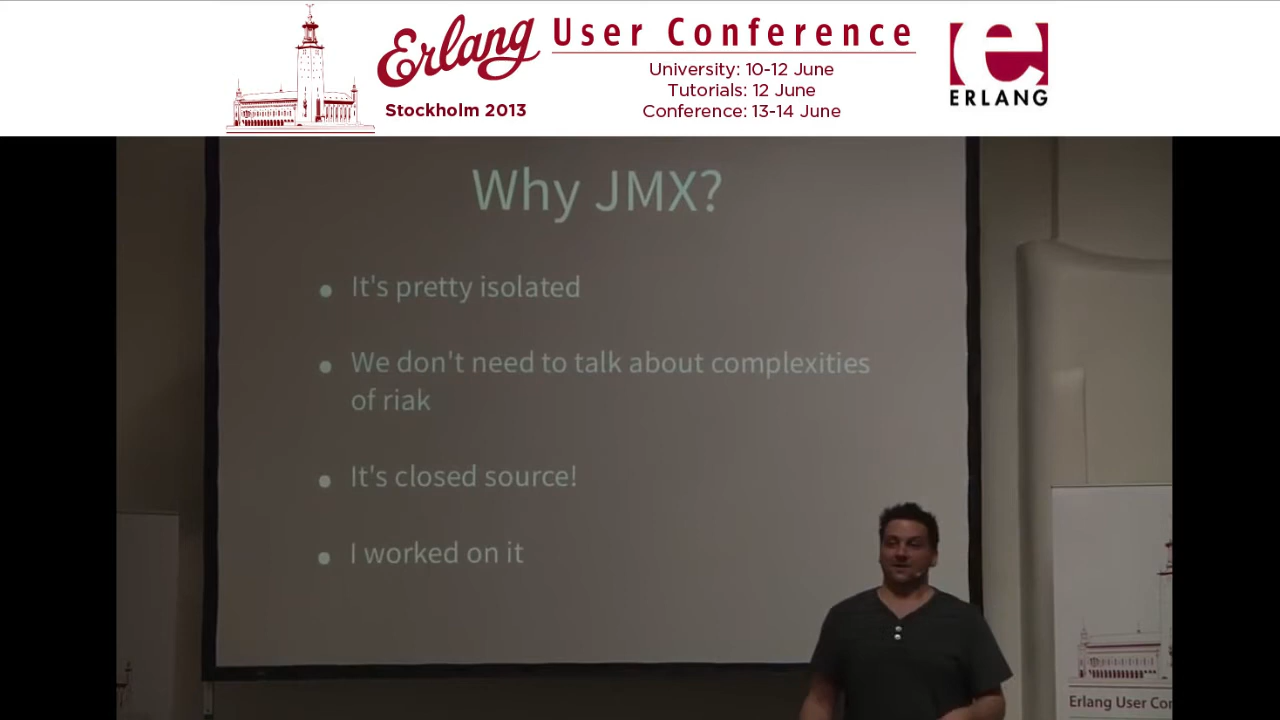 Erlang User Conference
Stockholm 2013
University: 10-12 June
Tutorials: 12 June
Conference: 13-14 June
e
ERLANG
Why JMX?
• It's pretty isolated
• We don't need to talk about complexities
of riak
• It's closed source!
• I worked on it
Erlang User Con